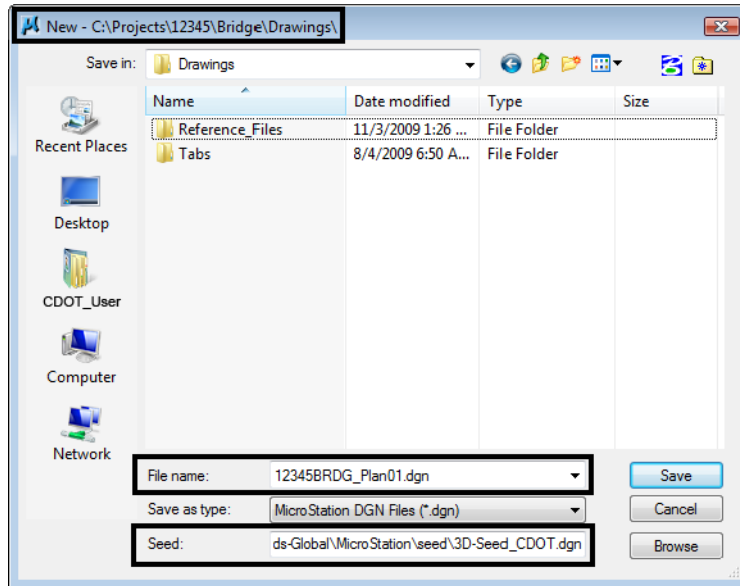 New - C:\Projects\12345\Bridge\Drawings\
Save in: Drawings
Name Date modified Type Size
Reference_Files 11/3/2009 1:26 ... File Folder
Tabs 8/4/2009 6:50 A... File Folder
Recent Places
Desktop
CDOT_User
Computer
Network
File name: 12345BRDG_Plan01.dgn Save
Save as type: MicroStation DGN Files (*.dgn) Cancel
Seed: ds-Global\MicroStation\seed\3D-Seed_CDOT.dgn Browse